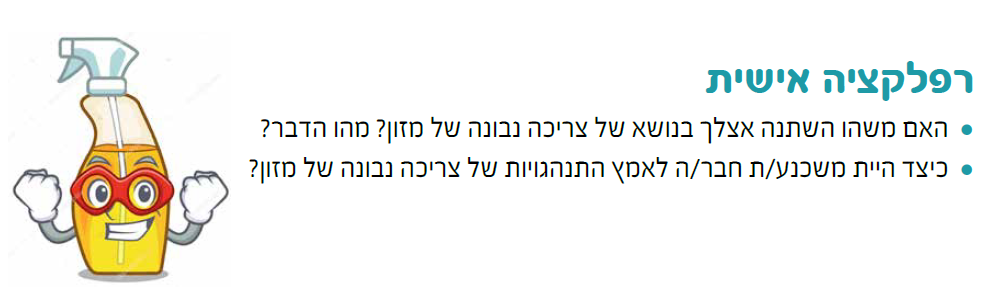 רפלקציה אישית
• האם משהו השתנה אצלך בנושא של צריכה נבונה של מזון? מהו הדבר?
• כיצד היית משכנע/ת חבר/ה לאמץ התנהגויות של צריכה נבונה של מזון?